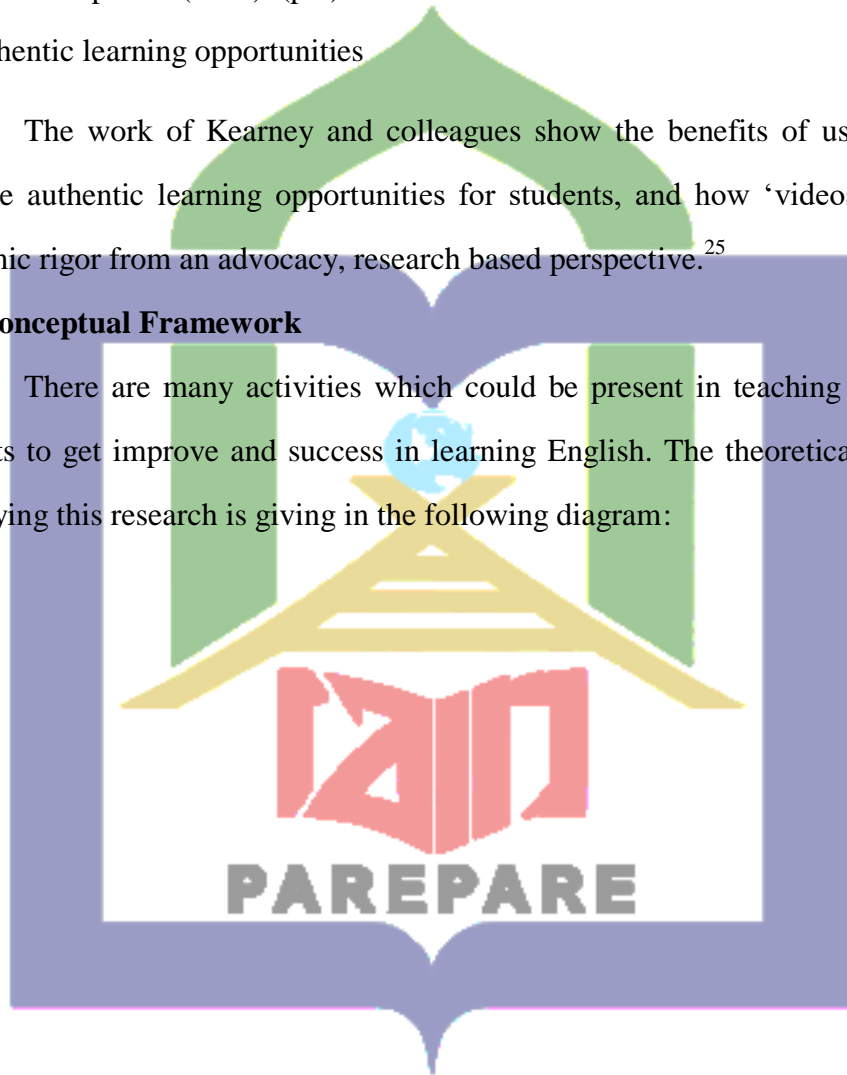 hentic learning opportunities
The work of Kearney and colleagues show the benefits of us
e authentic learning opportunities for students, and how ‘videos
nic rigor from an advocacy, research based perspective.25
onceptual Framework
There are many activities which could be present in teaching
ts to get improve and success in learning English. The theoretica
ying this research is giving in the following diagram:
iain
PAREPARE